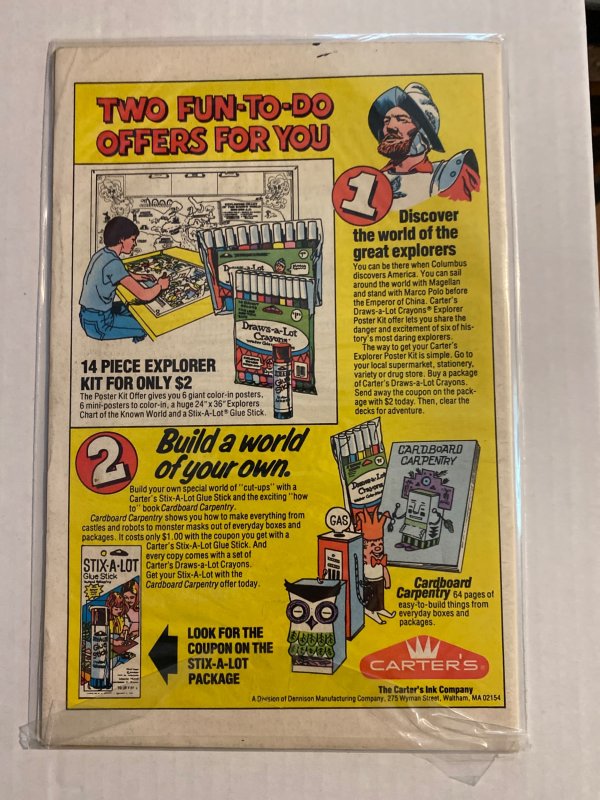 TWO FUN-TO-DO
OFFERS FOR YOU
1
Discover
the world of the
great explorers
You can be there when Columbus
discovers America. You can sail
around the world with Magellan
and stand with Marco Polo before
the Emperor of China. Carter's
Draws-a-Lot Crayons® Explorer
Poster Kit offer lets you share the
danger and excitement of six of his-
tory's most daring explorers.
The way to get your Carter's
Explorer Poster Kit is simple. Go to
your local supermarket, stationery,
variety or drug store. Buy a package
of Carter's Draws-a-Lot Crayons.
Send away the coupon on the pack-
age with $2 today. Then, clear the
decks for adventure.
Draws-a-Lot
Crayons
14 PIECE EXPLORER
KIT FOR ONLY $2
The Poster Kit Offer gives you 6 giant color-in posters,
6 mini-posters to color-in, a huge 24" x 36" Explorers
Chart of the Known World and a Stix-A-Lot® Glue Stick.
2
Build a world
of your own.
Build your own special world of "cut-ups" with a
Carter's Stix-A-Lot Glue Stick and the exciting "how
to" book Cardboard Carpentry.
Cardboard Carpentry shows you how to make everything from
castles and robots to monster masks out of everyday boxes and
packages. It costs only $1.00 with the coupon you get with a
Carter's Stix-A-Lot Glue Stick. And
every copy comes with a set of
Carter's Draws-a-Lot Crayons.
Get your Stix-A-Lot with the
Cardboard Carpentry offer today.
STIX-A-LOT
Glue Stick
LOOK FOR THE
COUPON ON THE
STIX-A-LOT
PACKAGE
Draws-a-Lot
Crayons
CARDBOARD
CARPENTRY
GAS
Cardboard
Carpentry 64 pages of
easy-to-build things from
everyday boxes and
packages.
CARTER'S®
The Carter's Ink Company
A Division of Dennison Manufacturing Company, 275 Wyman Street, Waltham, MA 02154